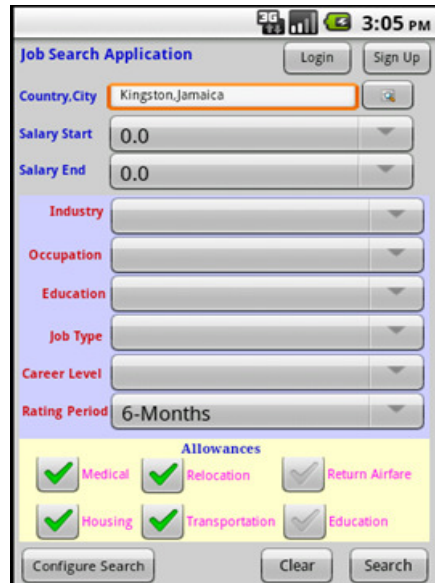 3G 3:05 PM
Job Search Application Login Sign Up
Country,City Kingston,Jamaica
Salary Start 0.0
Salary End 0.0
Industry
Occupation
Education
Job Type
Career Level
Rating Period 6-Months
Allowances
Medical Relocation Return Airfare
Housing Transportation Education
Configure Search Clear Search